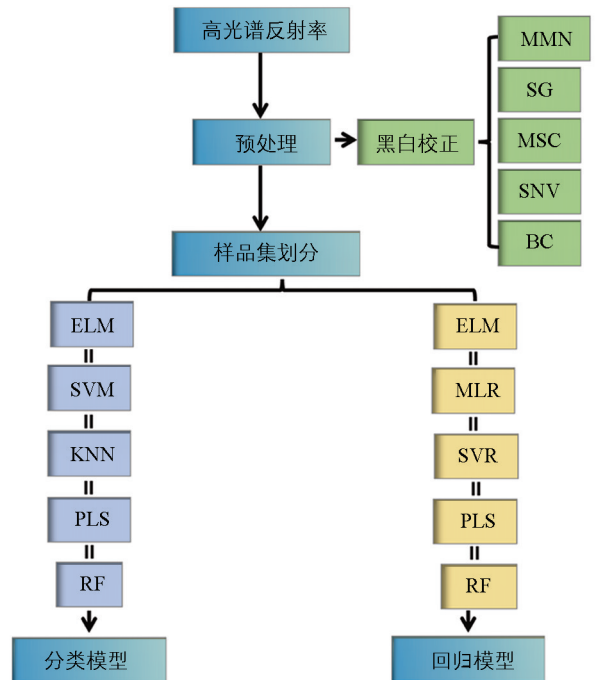 高光谱反射率
预处理
黑白校正
MMN
SG
MSC
SNV
BC
样品集划分
ELM
SVM
KNN
PLS
RF
分类模型
ELM
MLR
SVR
PLS
RF
回归模型